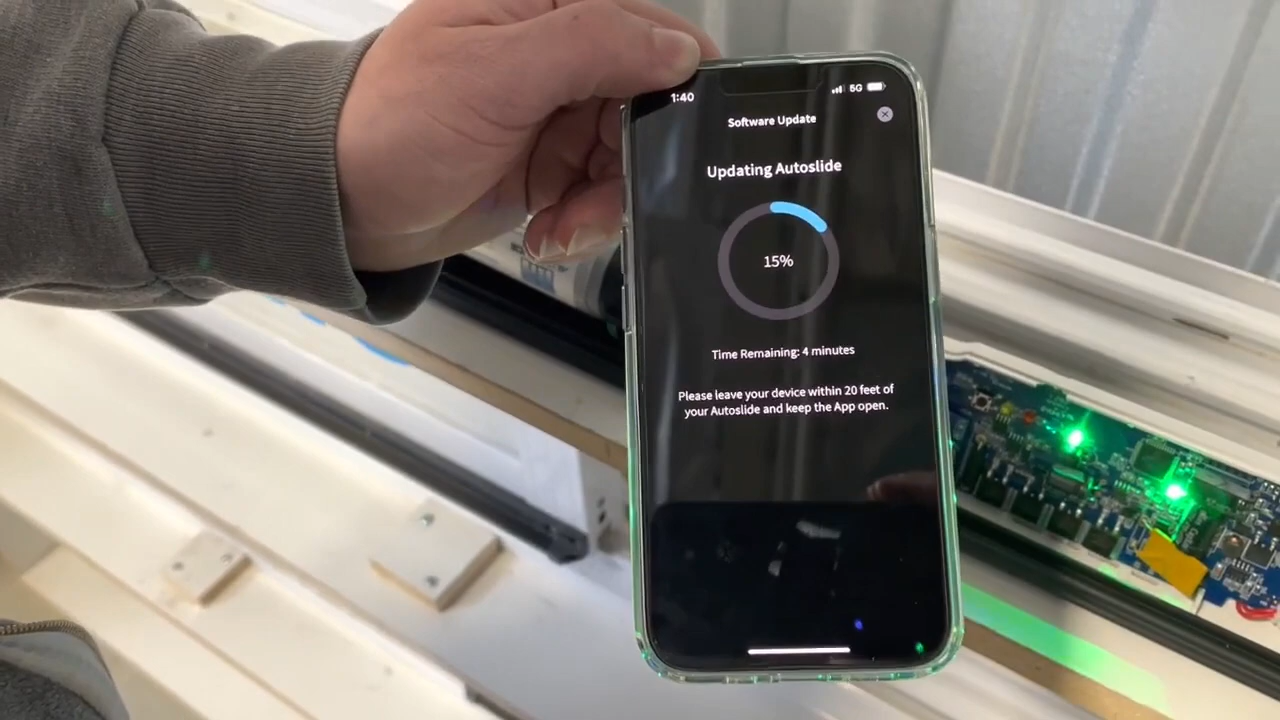 1:40
5G
Software Update
Updating Autoslide
15%
Time Remaining: 4 minutes
Please leave your device within 20 feet of
your Autoslide and keep the App open.